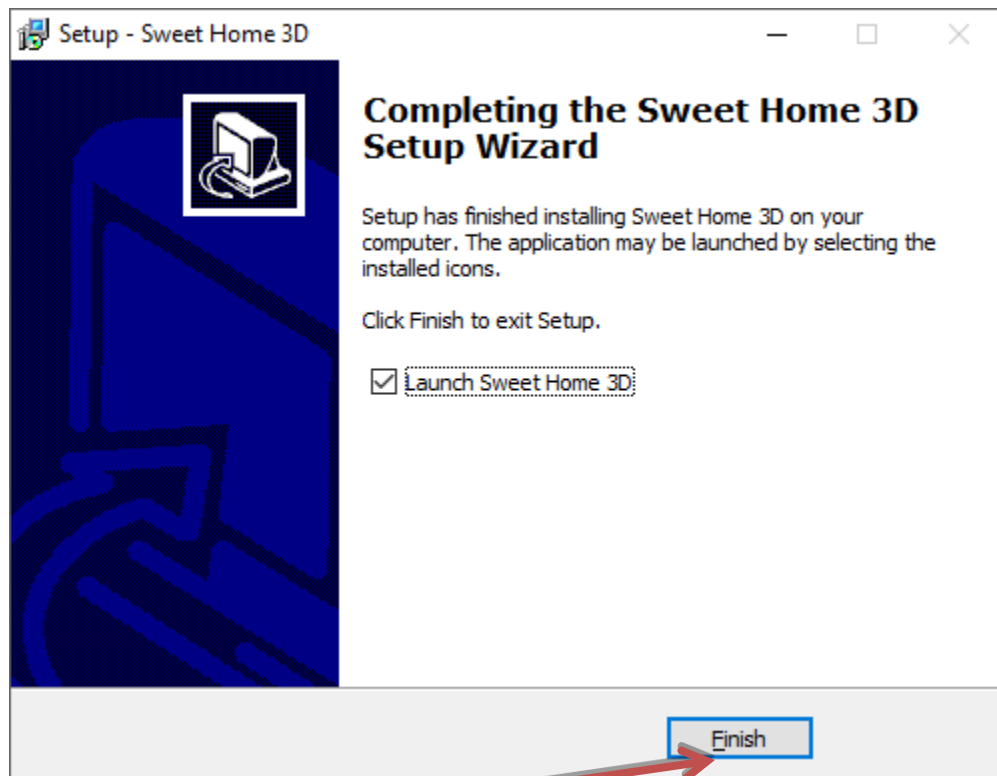 Setup - Sweet Home 3D
Completing the Sweet Home 3D
Setup Wizard
Setup has finished installing Sweet Home 3D on your
computer. The application may be launched by selecting the
installed icons.
Click Finish to exit Setup.
Launch Sweet Home 3D
Finish